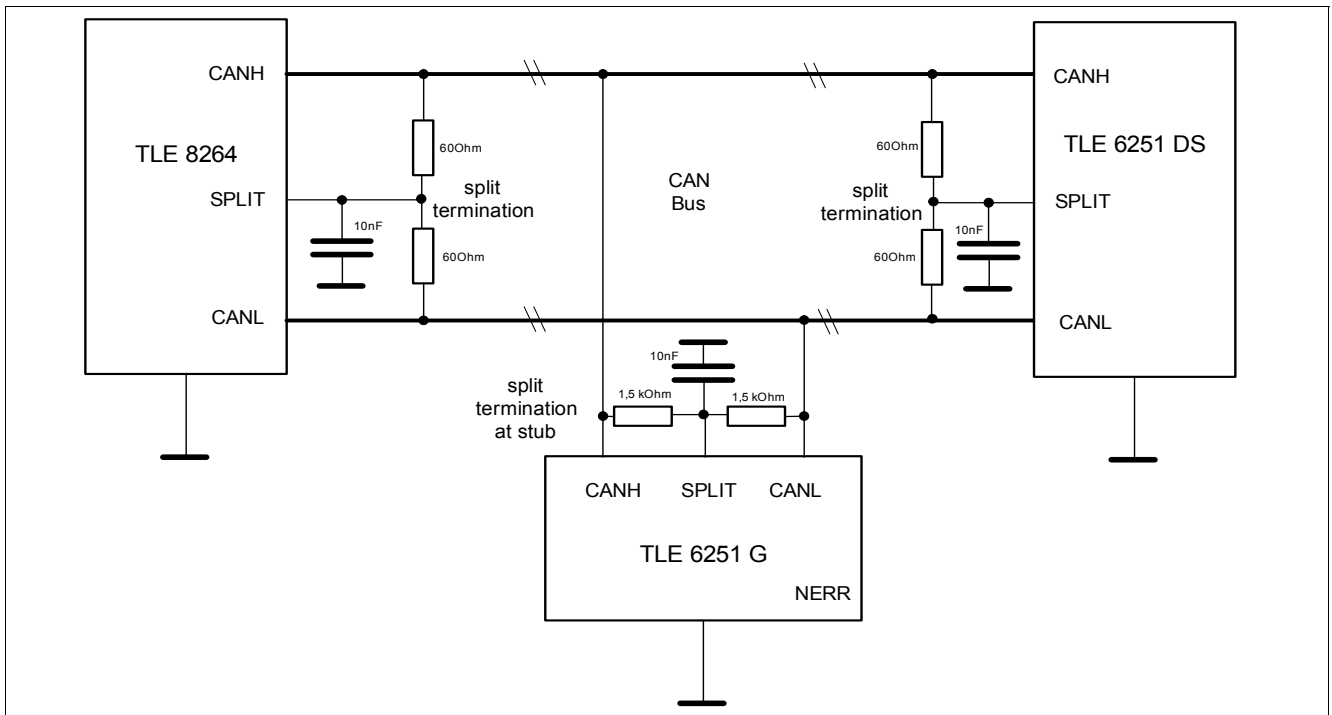 CANH
TLE 8264
SPLIT
CANL
60Ohm
split
termination
10nF
60Ohm
CAN
Bus
60Ohm
split
termination
10nF
60Ohm
CANH
TLE 6251 DS
SPLIT
CANL
10nF
split
termination
at stub
1,5 kOhm
1,5 kOhm
CANH
SPLIT
CANL
TLE 6251 G
NERR